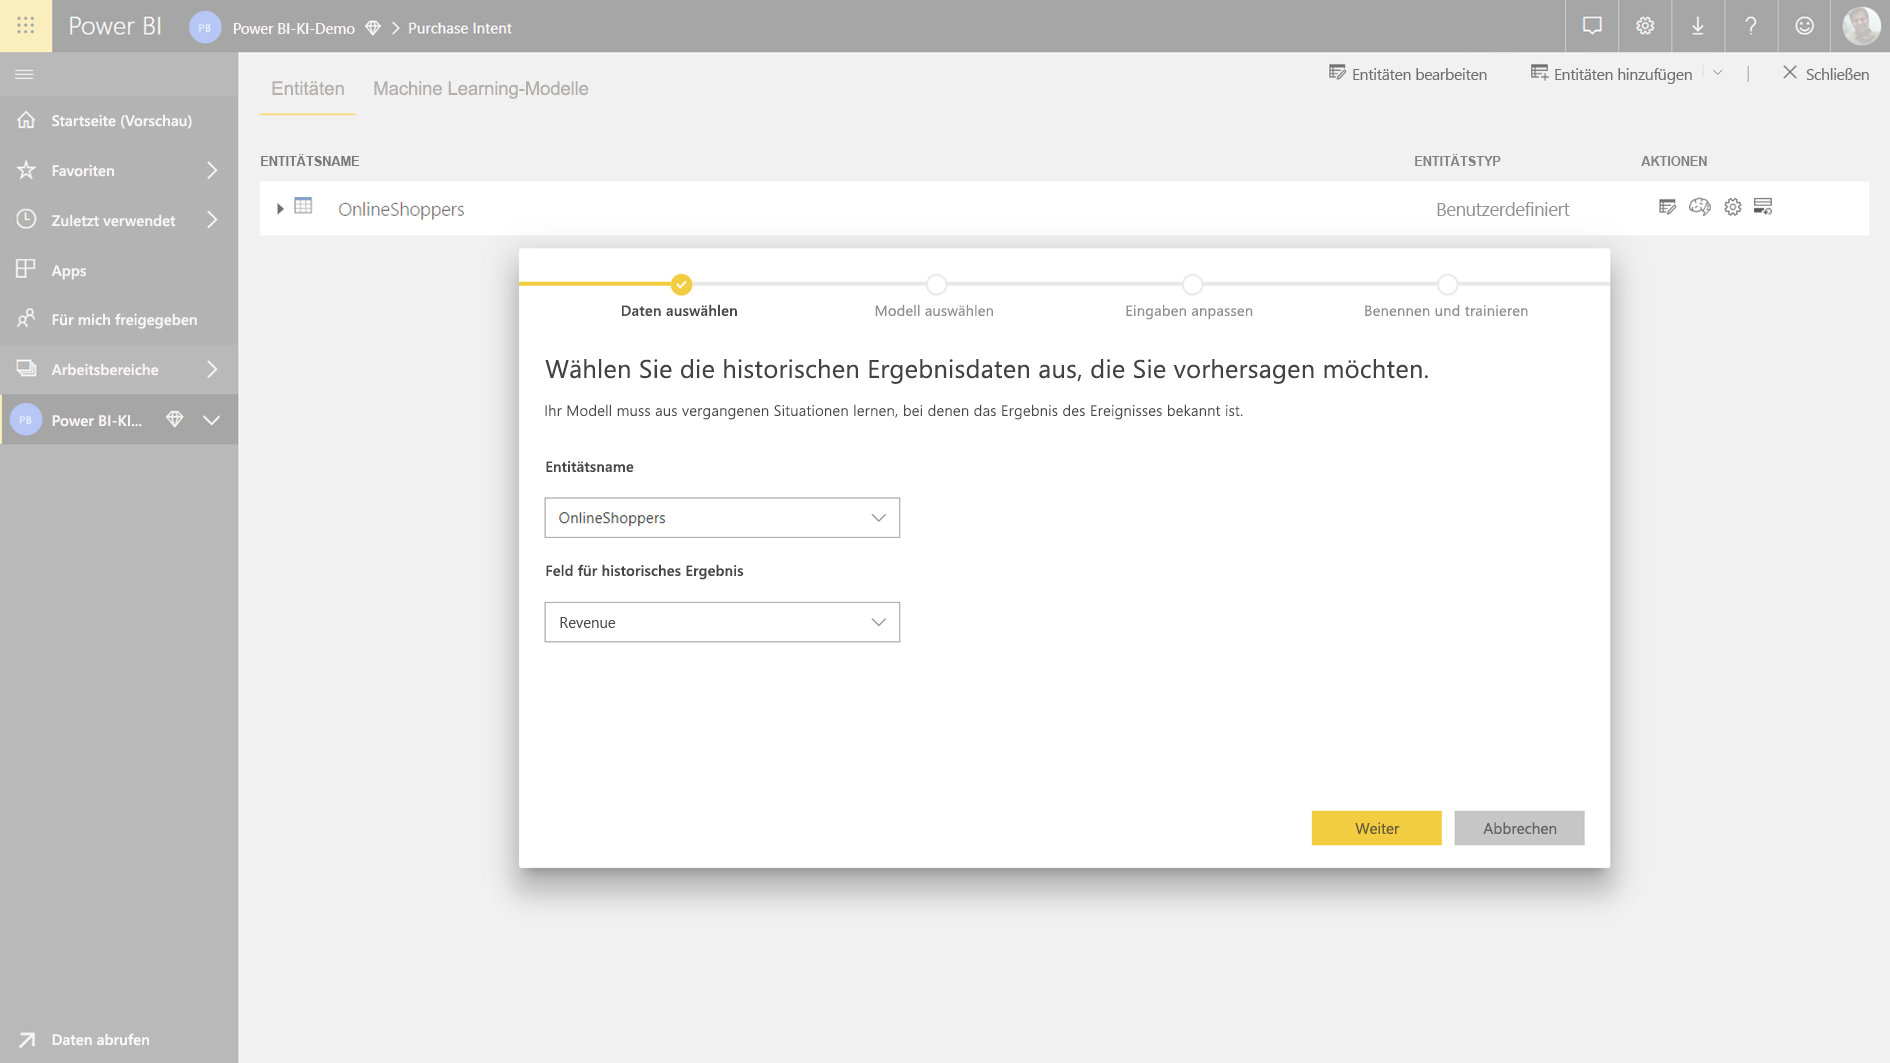 Power BI
PB
Power BI-KI-Demo
Purchase Intent
?
Startseite (Vorschau)
Favoriten
Zuletzt verwendet
Apps
Für mich freigegeben
Arbeitsbereiche
PB
Power BI-KI...
Daten abrufen
Entitäten
Machine Learning-Modelle
Entitäten bearbeiten
Entitäten hinzufügen
Schließen
ENTITÄTSNAME
ENTITÄTSTYP
AKTIONEN
OnlineShoppers
Benutzerdefiniert
Daten auswählen
Modell auswählen
Eingaben anpassen
Benennen und trainieren
Wählen Sie die historischen Ergebnisdaten aus, die Sie vorhersagen möchten.
Ihr Modell muss aus vergangenen Situationen lernen, bei denen das Ergebnis des Ereignisses bekannt ist.
Entitätsname
OnlineShoppers
Feld für historisches Ergebnis
Revenue
Weiter
Abbrechen